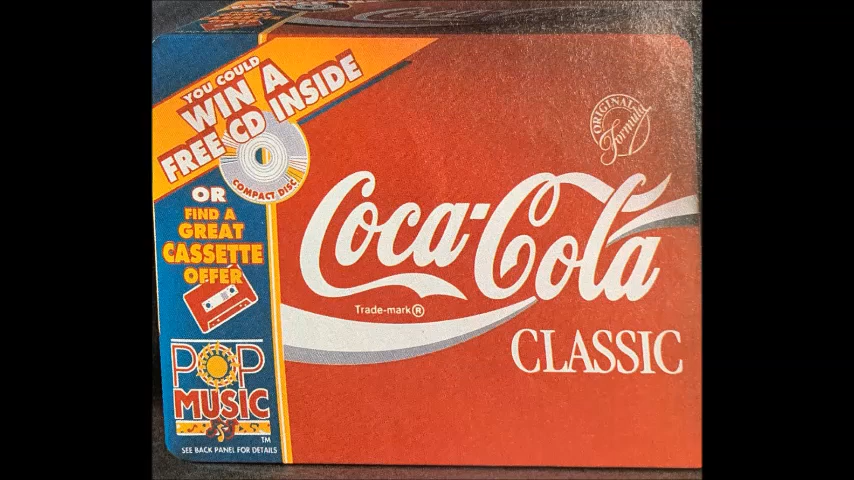 YOU COULD
WIN A
FREE CD INSIDE
COMPACT DISC
OR
FIND A
GREAT
CASSETTE
OFFER
POP
MUSIC
TM
SEE BACK PANEL FOR DETAILS
ORIGINAL
Formula
Coca-Cola
Trade-mark®
CLASSIC